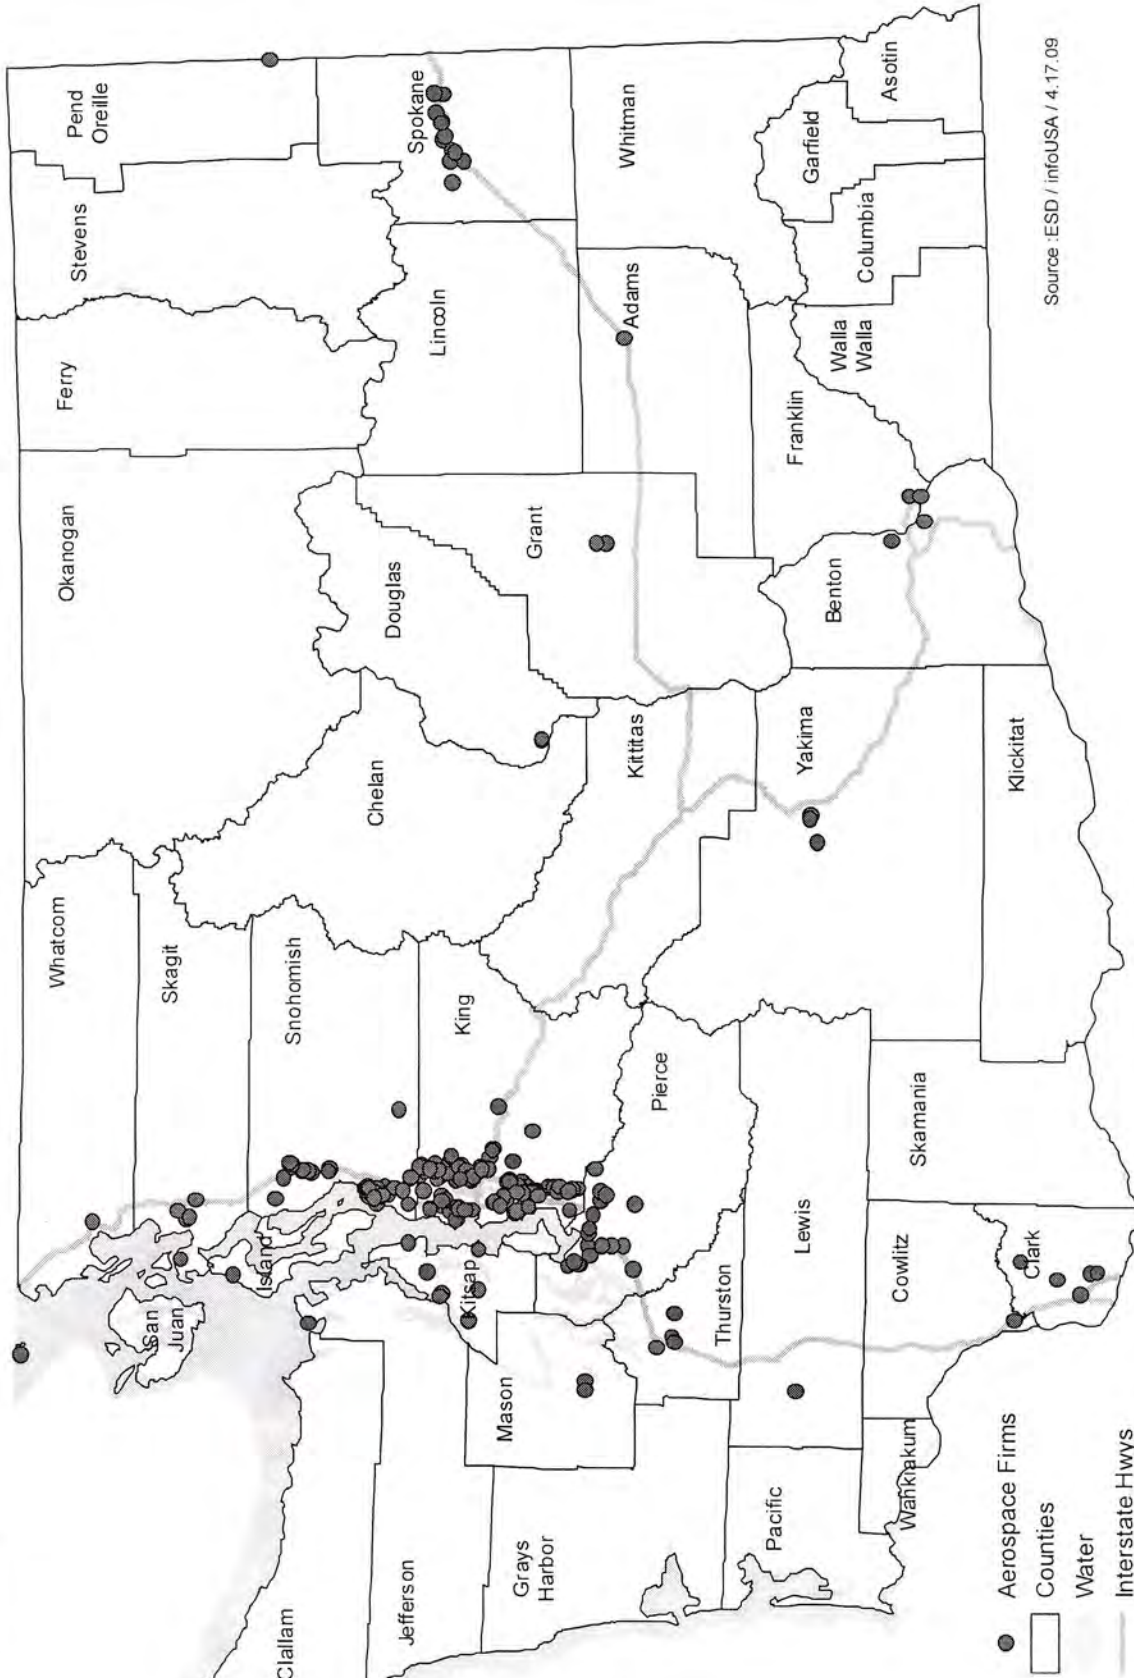 Whatcom
Okanogan
Ferry
Stevens
Pend
Oreille
San
Juan
Skagit
Island
Snohomish
Chelan
Douglas
Lincoln
Spokane
Clallam
Jefferson
Kitsap
King
Grant
Grays
Harbor
Mason
Kittitas
Adams
Whitman
Pierce
Thurston
Pacific
Lewis
Yakima
Benton
Franklin
Walla
Walla
Columbia
Garfield
Asotin
Wahkiakum
Cowlitz
Skamania
Klickitat
Clark
Aerospace Firms
Counties
Water
Interstate Hwys
Source :ESD / infoUSA / 4.17.09